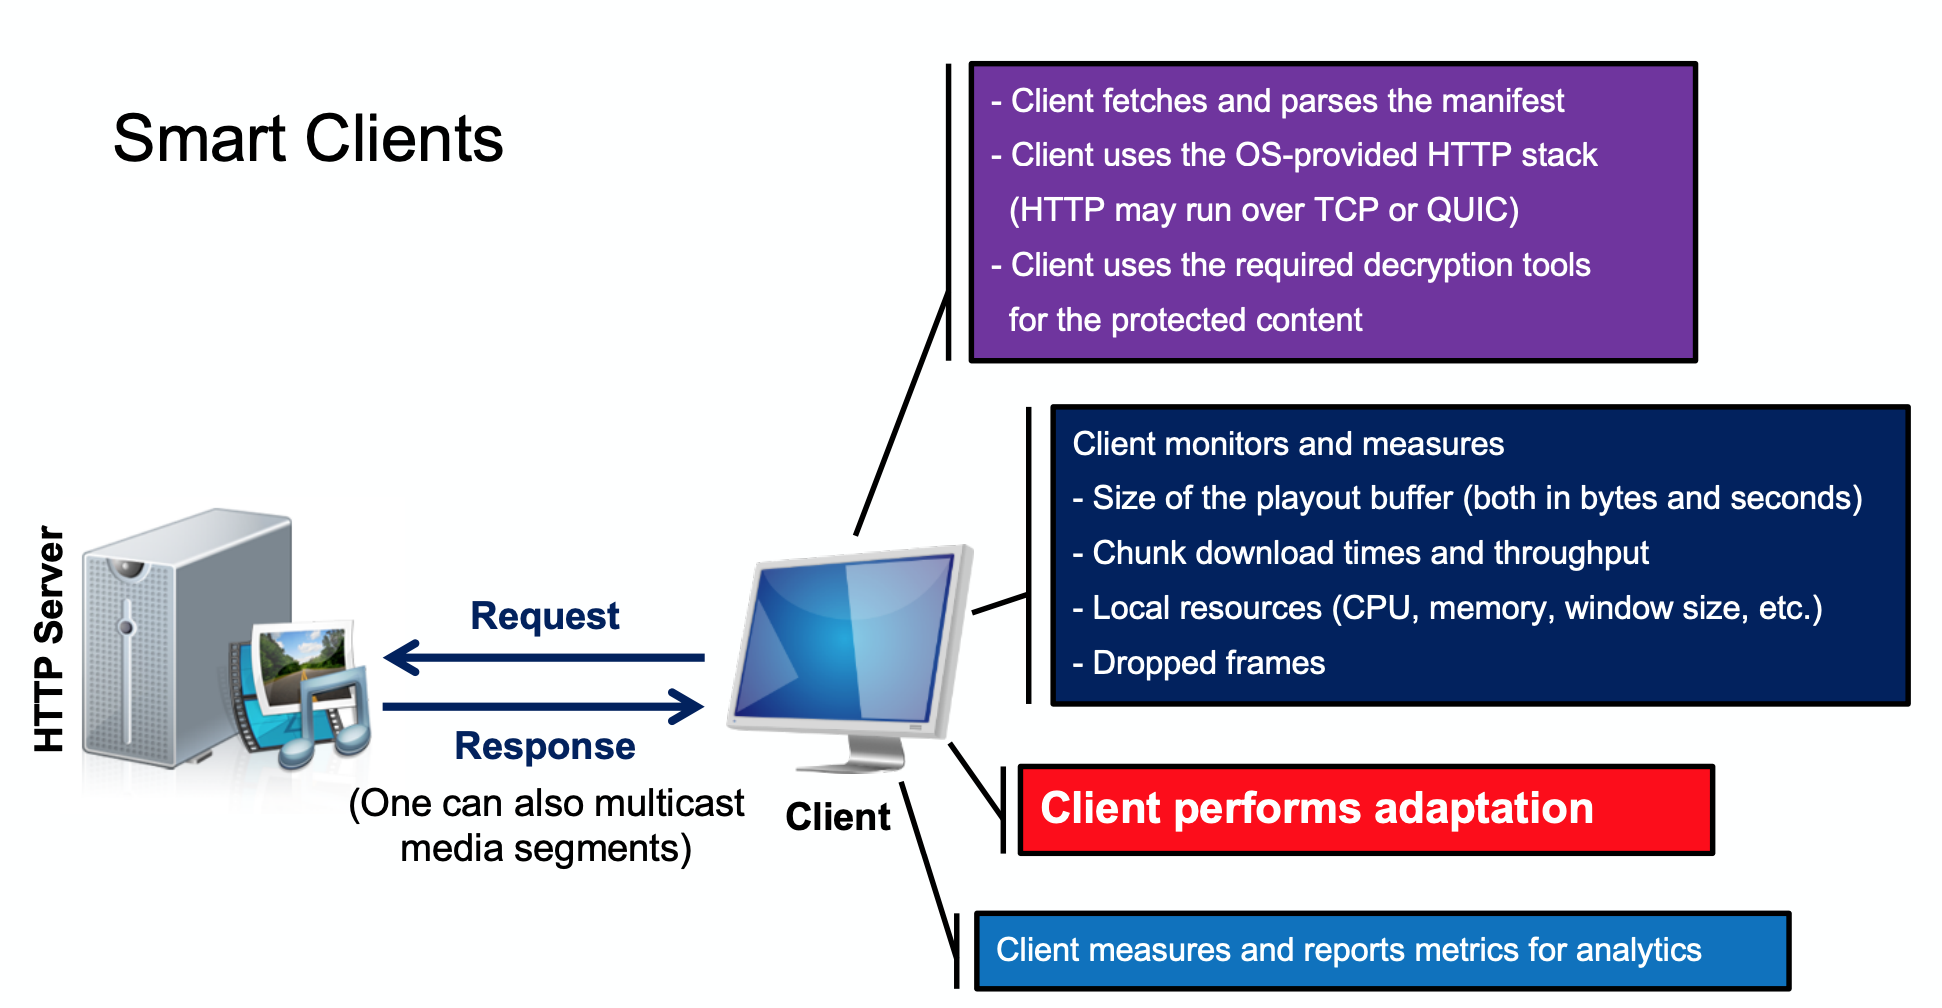 Smart Clients
- Client fetches and parses the manifest
- Client uses the OS-provided HTTP stack
(HTTP may run over TCP or QUIC)
- Client uses the required decryption tools
for the protected content
Client monitors and measures
- Size of the playout buffer (both in bytes and seconds)
- Chunk download times and throughput
- Local resources (CPU, memory, window size, etc.)
- Dropped frames
HTTP Server
Request
Response
(One can also multicast
media segments)
Client
Client performs adaptation
Client measures and reports metrics for analytics